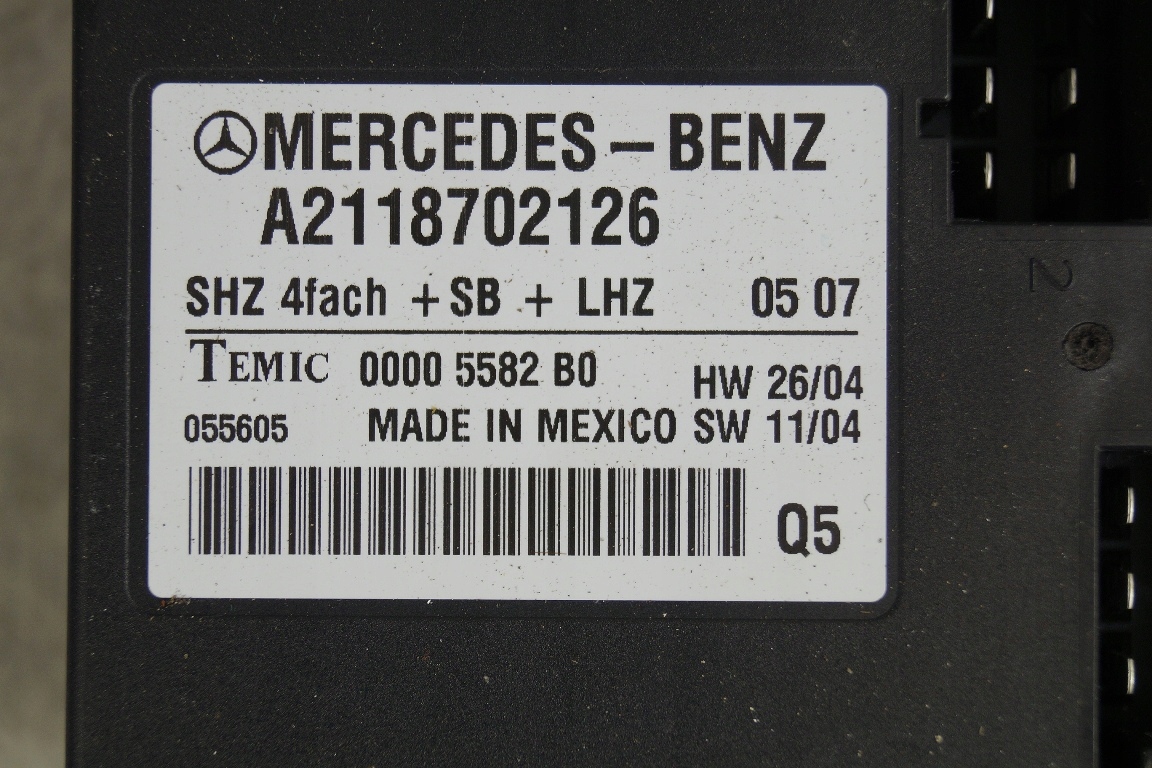 MERCEDES-BENZ
A2118702126
SHZ 4fach + SB + LHZ 05 07
TEMIC 0000 5582 B0 HW 26/04
055605 MADE IN MEXICO SW 11/04
Q5
2